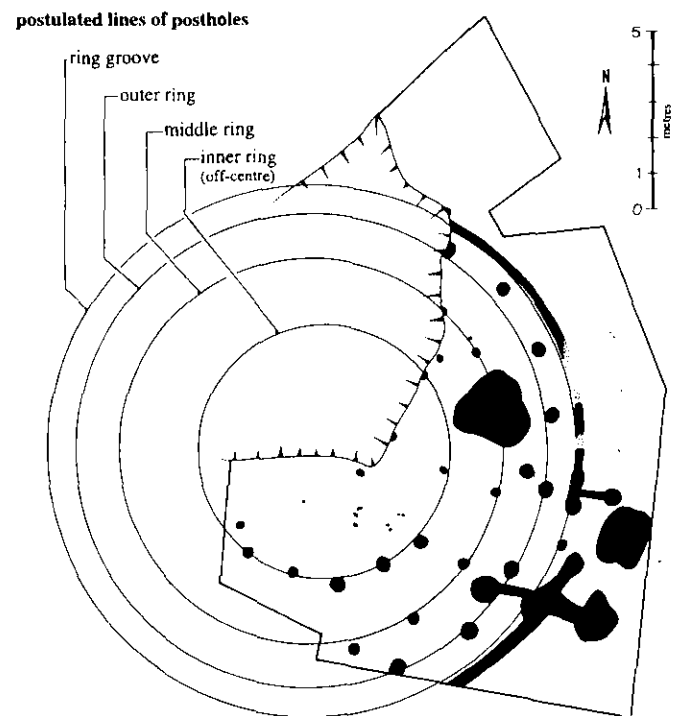 postulated lines of postholes
ring groove
outer ring
middle ring
inner ring
(off-centre)
5
N
metres
1
0